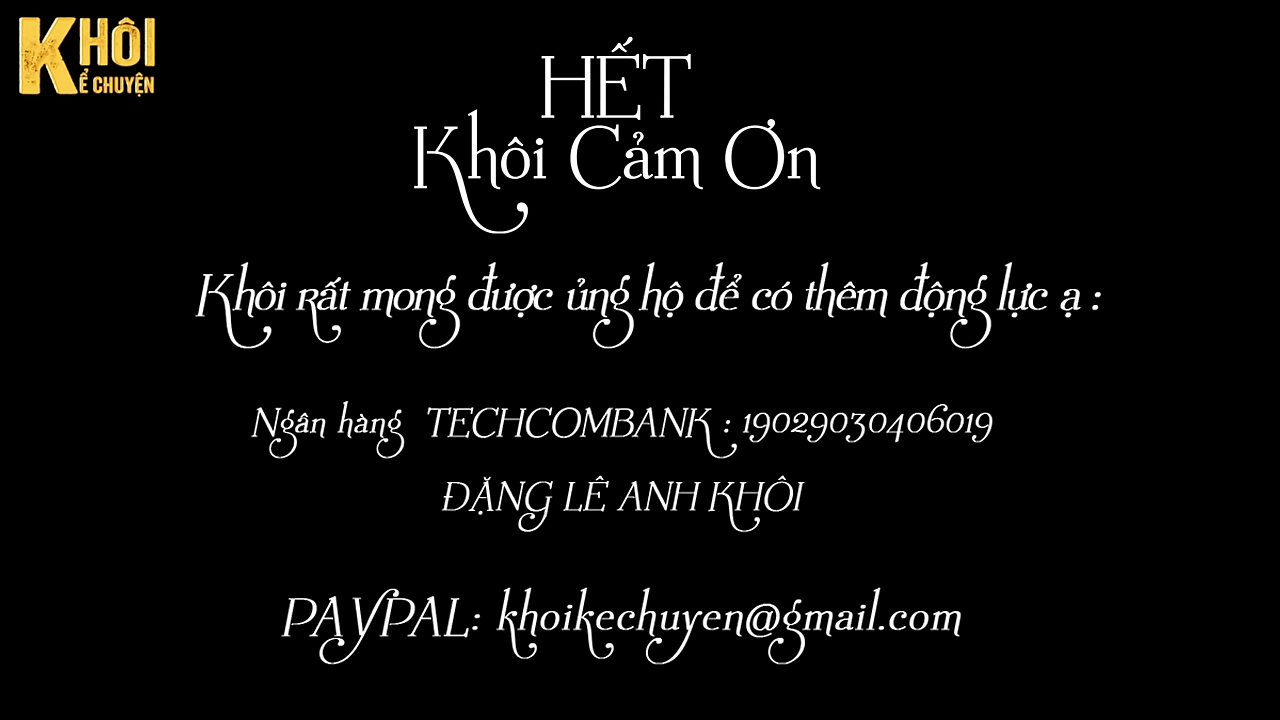 KHÔI
KỂ CHUYỆN
HẾT
Khôi Cảm Ơn
Khôi rất mong được ủng hộ để có thêm động lực ạ :
Ngân hàng TECHCOMBANK : 19029030406019
ĐẶNG LÊ ANH KHÔI
PAYPAL: khoikechuyen@gmail.com